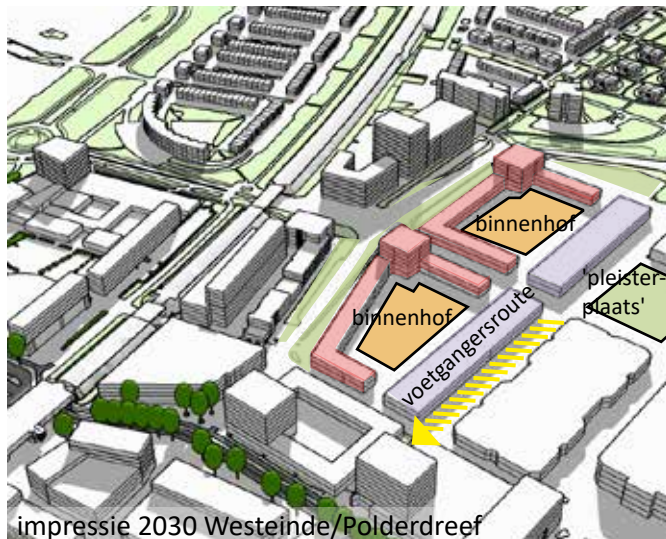 binnenhof
binnenhof
'pleister-
plaats'
voetgangersroute
impressie 2030 Westeinde/Polderdreef